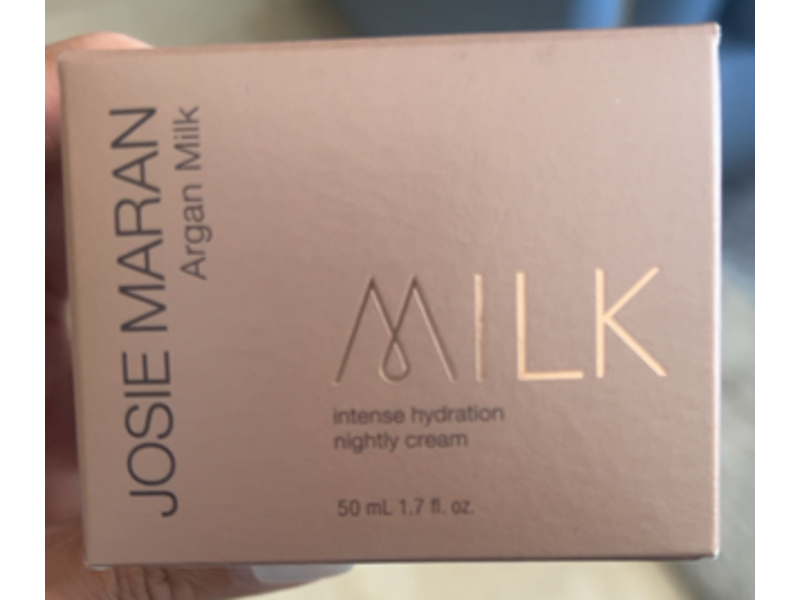 JOSIE MARAN
Argan Milk
MILK
intense hydration
nightly cream
50 mL 1.7 fl. oz.